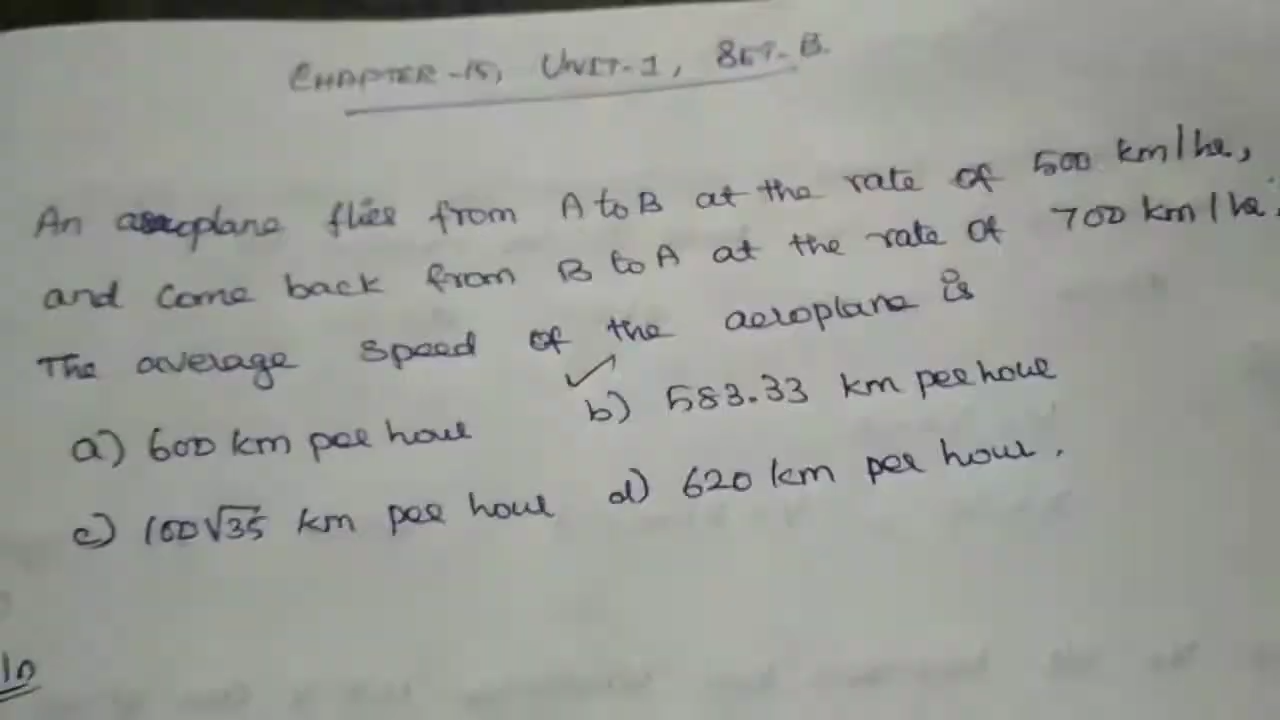 CHAPTER-15, UNIT-1, SET-B.
An aeroplane flies from A to B at the rate of 500 km/hr,
and come back from B to A at the rate of 700 km/hr.
The average speed of the aeroplane is
a) 600 km per hour b) 583.33 km per hour
c) 100√35 km per hour d) 620 km per hour.
ln